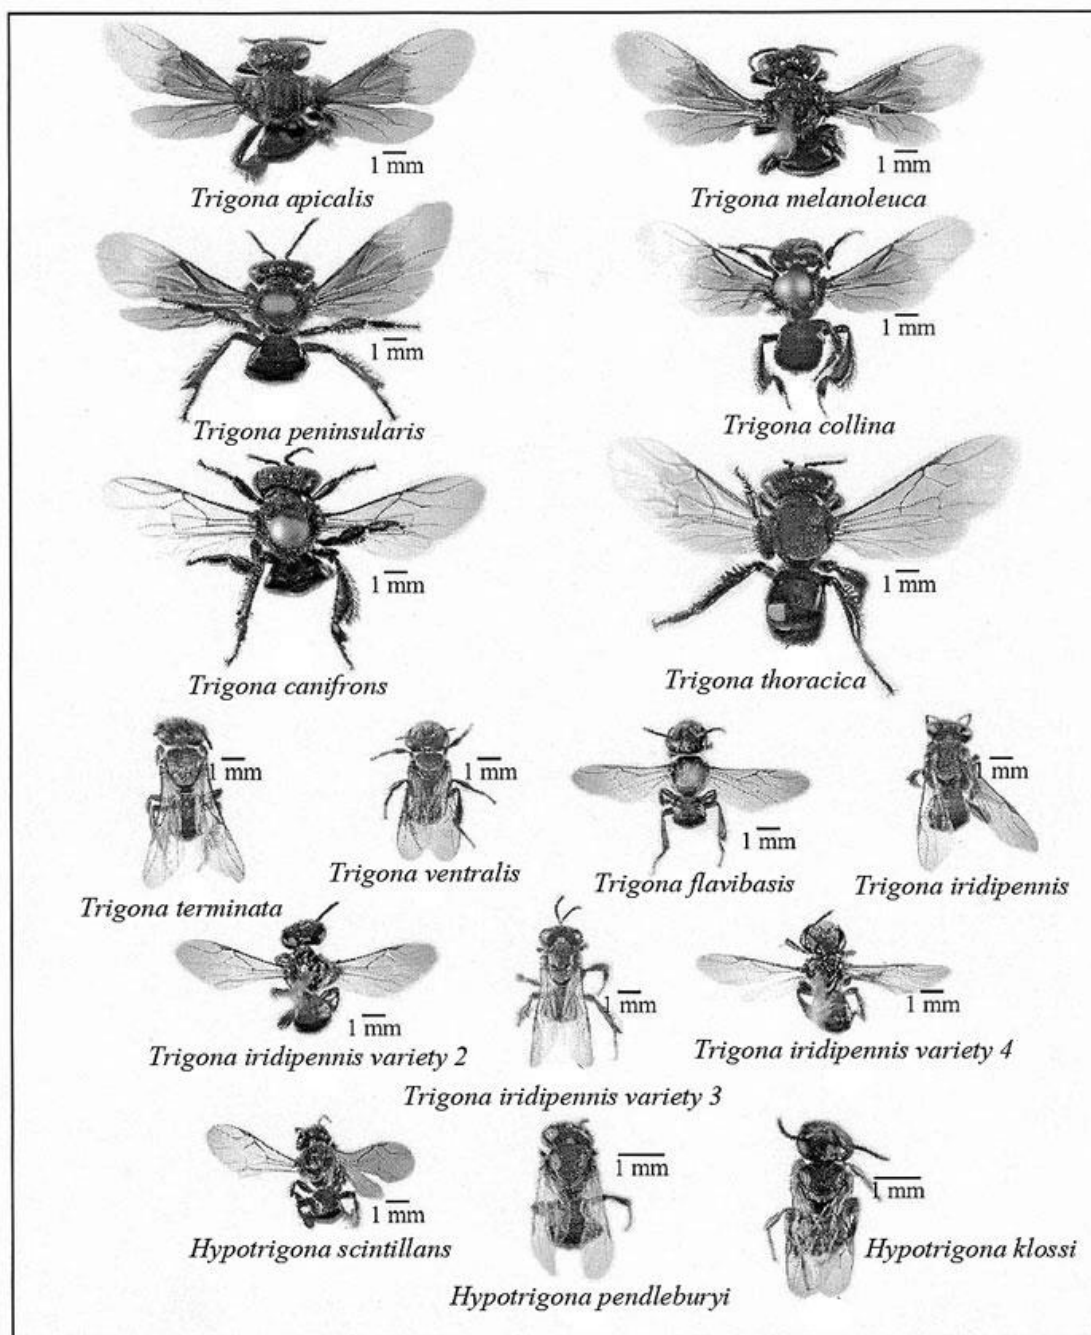 1 mm
1 mm
Trigona apicalis
Trigona melanoleuca
1 mm
1 mm
Trigona peninsularis
Trigona collina
1 mm
1 mm
Trigona canifrons
Trigona thoracica
1 mm
1 mm
1 mm
1 mm
Trigona terminata
Trigona ventralis
Trigona flavibasis
Trigona iridipennis
1 mm
1 mm
1 mm
Trigona iridipennis variety 2
Trigona iridipennis variety 3
Trigona iridipennis variety 4
1 mm
1 mm
1 mm
Hypotrigona scintillans
Hypotrigona pendleburyi
Hypotrigona klossi